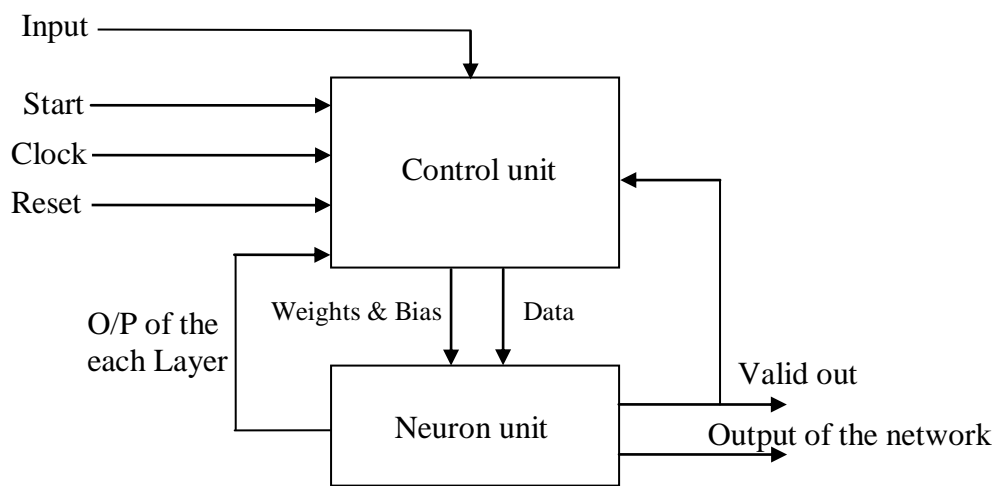 Input
Start
Clock
Reset
Control unit
O/P of the
each Layer
Weights & Bias
Data
Neuron unit
Valid out
Output of the network